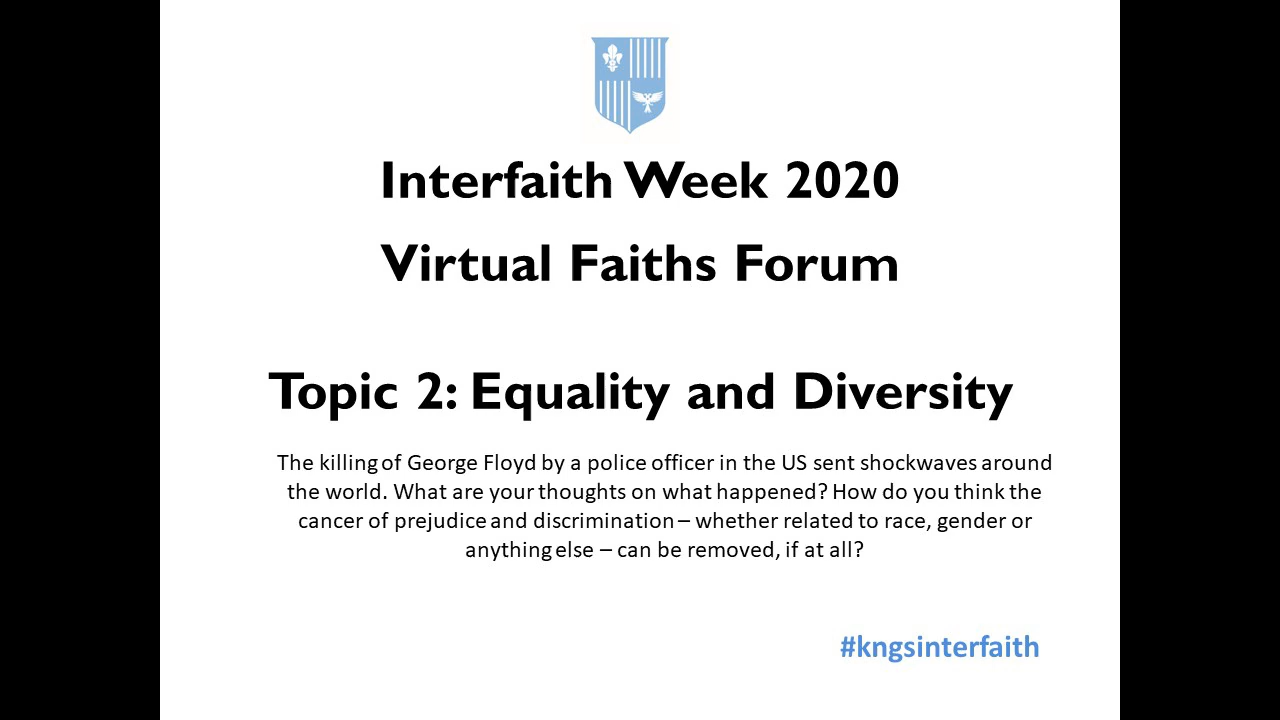 Interfaith Week 2020
Virtual Faiths Forum
Topic 2: Equality and Diversity
The killing of George Floyd by a police officer in the US sent shockwaves around
the world. What are your thoughts on what happened? How do you think the
cancer of prejudice and discrimination – whether related to race, gender or
anything else – can be removed, if at all?
#kngsinterfaith